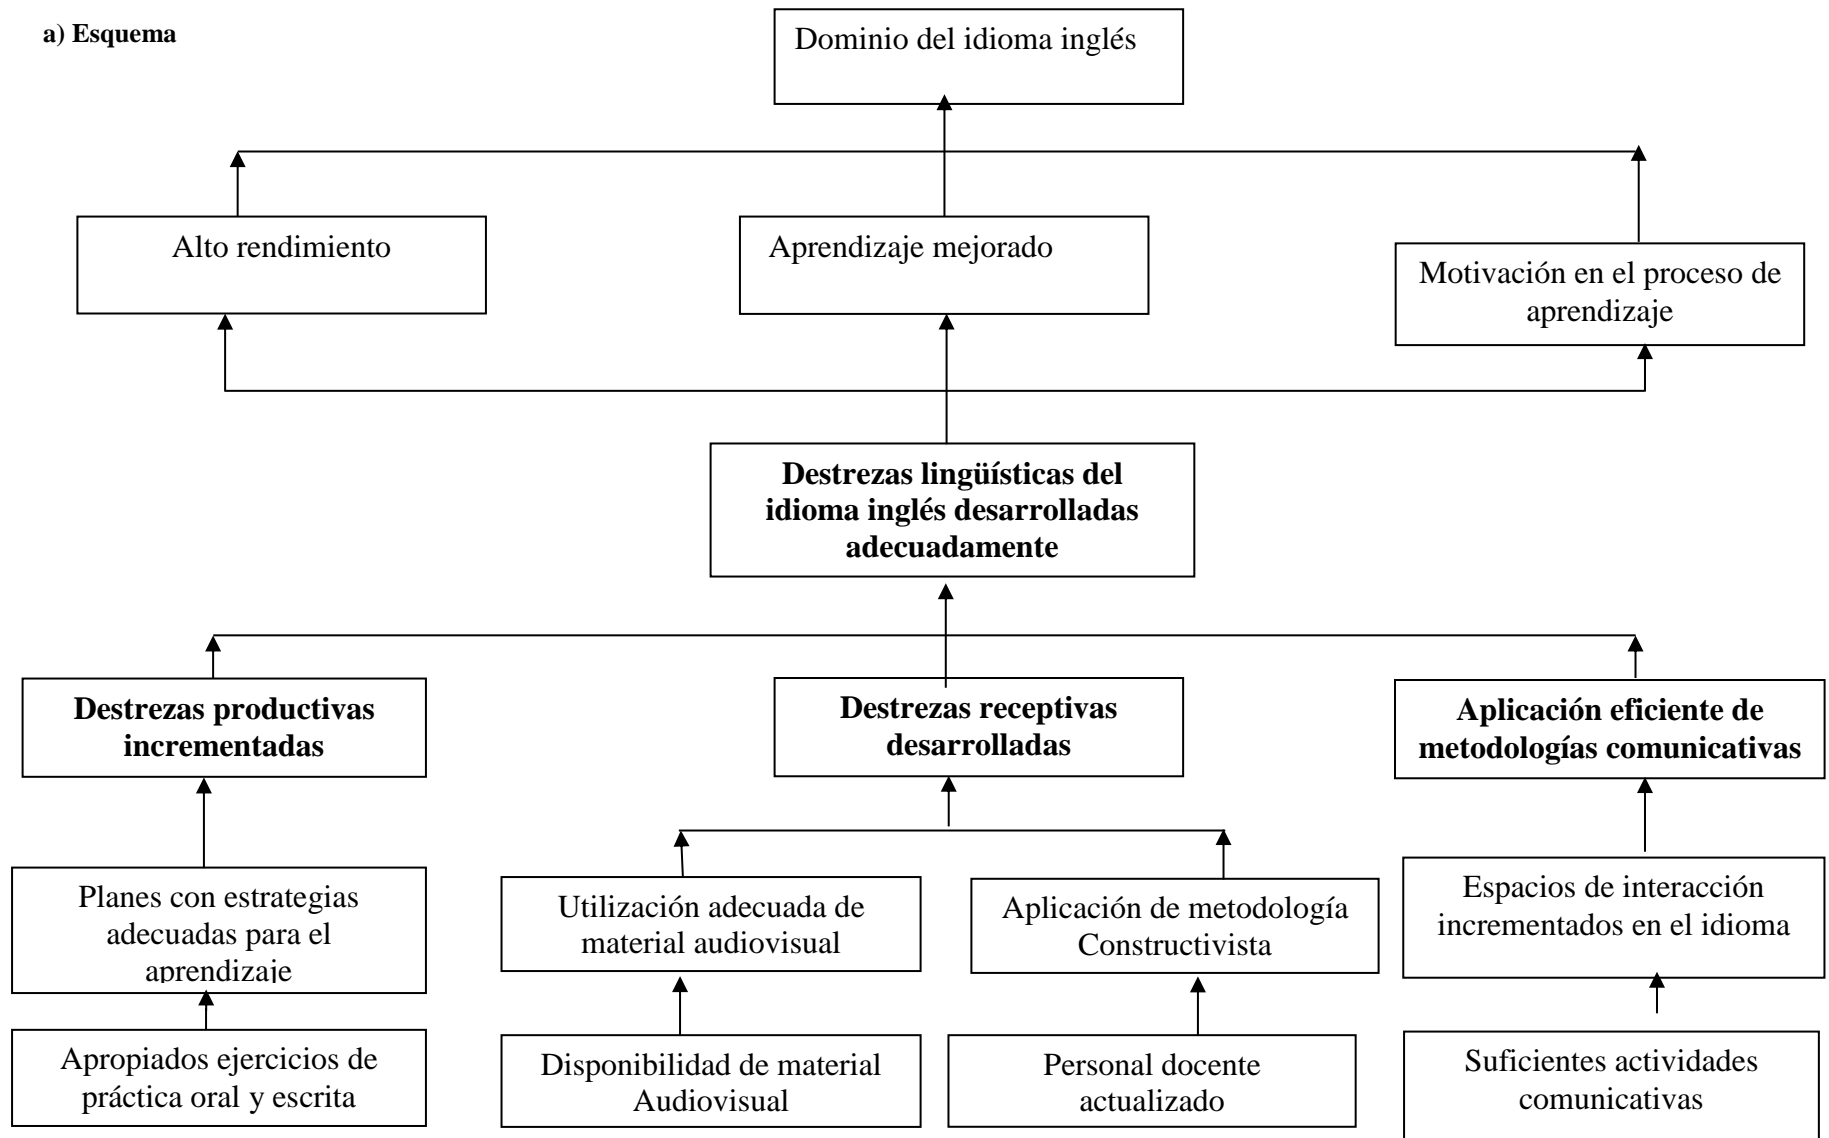 a) Esquema
Dominio del idioma inglés
Alto rendimiento
Aprendizaje mejorado
Motivación en el proceso de
aprendizaje
Destrezas lingüísticas del
idioma inglés desarrolladas
adecuadamente
Destrezas productivas
incrementadas
Destrezas receptivas
desarrolladas
Aplicación eficiente de
metodologías comunicativas
Planes con estrategias
adecuadas para el
aprendizaje
Utilización adecuada de
material audiovisual
Aplicación de metodología
Constructivista
Espacios de interacción
incrementados en el idioma
Apropiados ejercicios de
práctica oral y escrita
Disponibilidad de material
Audiovisual
Personal docente
actualizado
Suficientes actividades
comunicativas